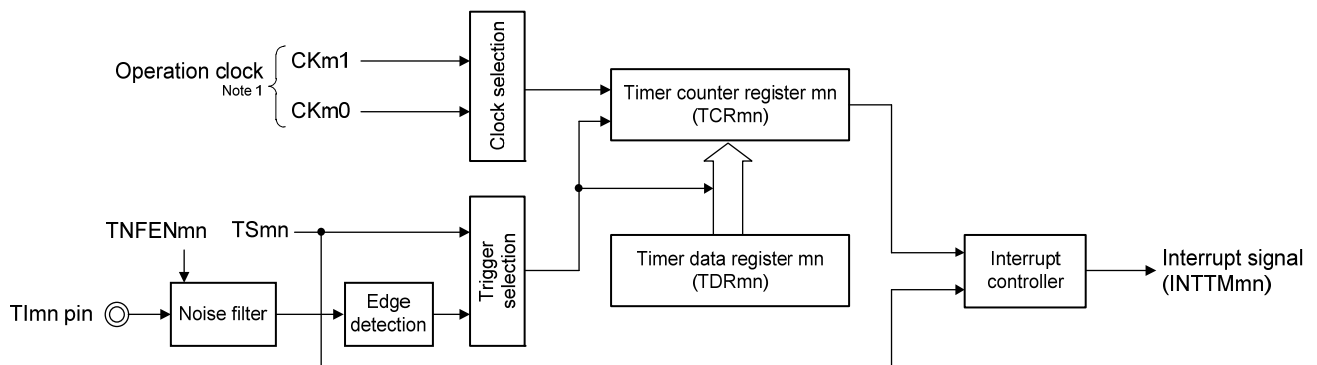 Operation clock
Note 1
CKm1
CKm0
Clock selection
Timer counter register mn
(TCRmn)
TNFENmn
TSmn
Trigger
selection
Timer data register mn
(TDRmn)
TImn pin
Noise filter
Edge
detection
Interrupt
controller
Interrupt signal
(INTTMmn)